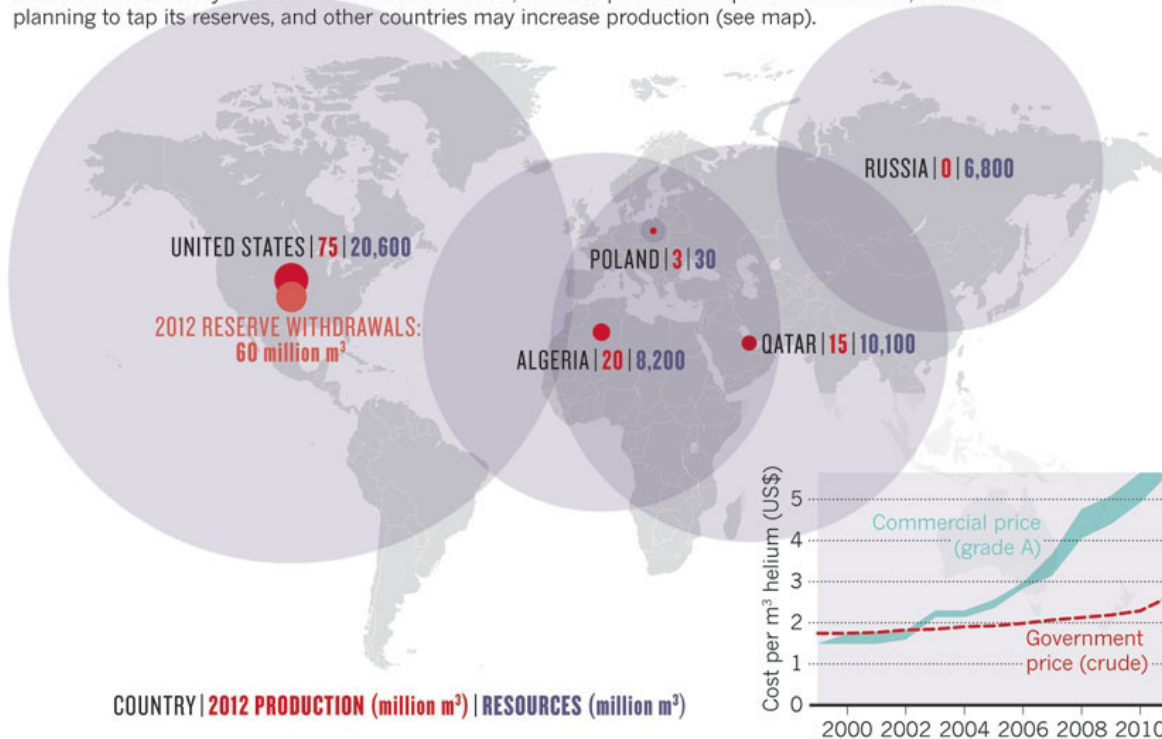 planning to tap its reserves, and other countries may increase production (see map).
RUSSIA | 0 | 6,800
UNITED STATES | 75 | 20,600
POLAND | 3 | 30
2012 RESERVE WITHDRAWALS:
60 million m³
QATAR | 15 | 10,100
ALGERIA | 20 | 8,200
Cost per m³ helium (US$)
5
4
3
2
1
0
Commercial price
(grade A)
Government
price (crude)
2000 2002 2004 2006 2008 2010
COUNTRY | 2012 PRODUCTION (million m³) | RESOURCES (million m³)